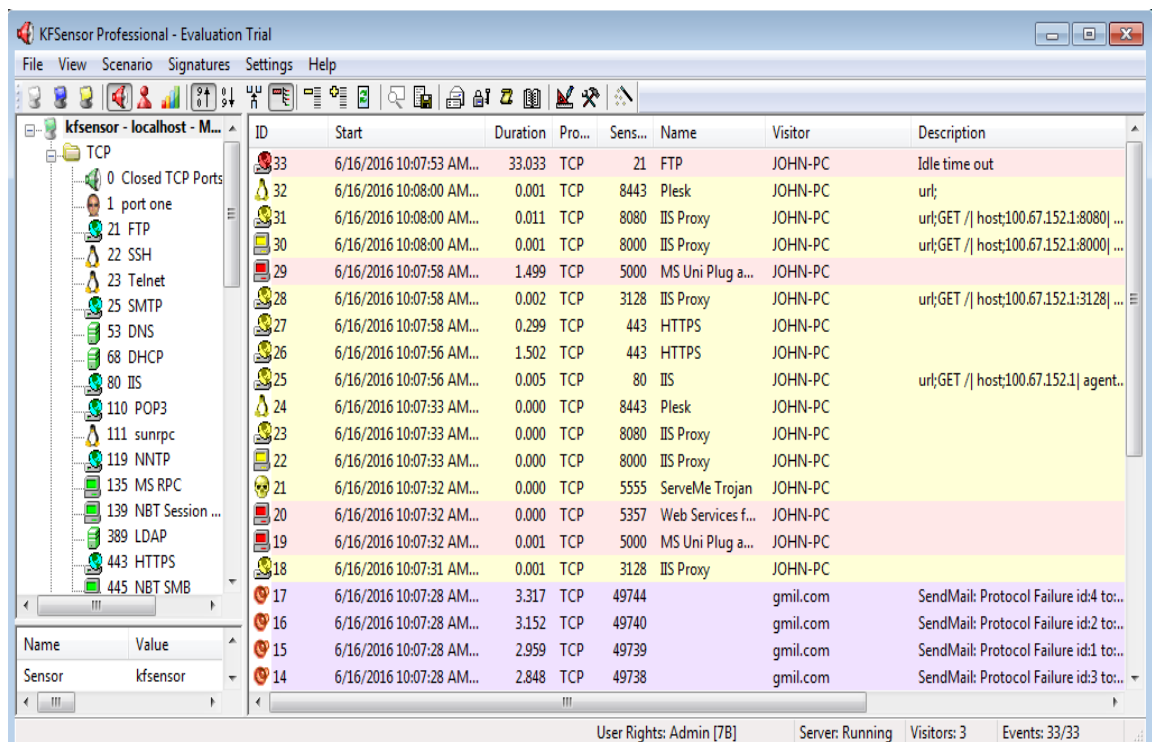 KFSensor Professional - Evaluation Trial
File View Scenario Signatures Settings Help
kfsensor - localhost - M...
TCP
0 Closed TCP Ports
1 port one
21 FTP
22 SSH
23 Telnet
25 SMTP
53 DNS
68 DHCP
80 IIS
110 POP3
111 sunrpc
119 NNTP
135 MS RPC
139 NBT Session ...
389 LDAP
443 HTTPS
445 NBT SMB
Name Value
Sensor kfsensor
ID Start Duration Pro... Sens... Name Visitor Description
33 6/16/2016 10:07:53 AM... 33.033 TCP 21 FTP JOHN-PC Idle time out
32 6/16/2016 10:08:00 AM... 0.001 TCP 8443 Plesk JOHN-PC url;
31 6/16/2016 10:08:00 AM... 0.011 TCP 8080 IIS Proxy JOHN-PC url;GET /| host;100.67.152.1:8080| ...
30 6/16/2016 10:08:00 AM... 0.001 TCP 8000 IIS Proxy JOHN-PC url;GET /| host;100.67.152.1:8000| ...
29 6/16/2016 10:07:58 AM... 1.499 TCP 5000 MS Uni Plug a... JOHN-PC
28 6/16/2016 10:07:58 AM... 0.002 TCP 3128 IIS Proxy JOHN-PC url;GET /| host;100.67.152.1:3128| ...
27 6/16/2016 10:07:58 AM... 0.299 TCP 443 HTTPS JOHN-PC
26 6/16/2016 10:07:56 AM... 1.502 TCP 443 HTTPS JOHN-PC
25 6/16/2016 10:07:56 AM... 0.005 TCP 80 IIS JOHN-PC url;GET /| host;100.67.152.1| agent...
24 6/16/2016 10:07:33 AM... 0.000 TCP 8443 Plesk JOHN-PC
23 6/16/2016 10:07:33 AM... 0.000 TCP 8080 IIS Proxy JOHN-PC
22 6/16/2016 10:07:33 AM... 0.000 TCP 8000 IIS Proxy JOHN-PC
21 6/16/2016 10:07:32 AM... 0.000 TCP 5555 ServeMe Trojan JOHN-PC
20 6/16/2016 10:07:32 AM... 0.000 TCP 5357 Web Services f... JOHN-PC
19 6/16/2016 10:07:32 AM... 0.001 TCP 5000 MS Uni Plug a... JOHN-PC
18 6/16/2016 10:07:31 AM... 0.001 TCP 3128 IIS Proxy JOHN-PC
17 6/16/2016 10:07:28 AM... 3.317 TCP 49744 gmil.com SendMail: Protocol Failure id:4 to:...
16 6/16/2016 10:07:28 AM... 3.152 TCP 49740 gmil.com SendMail: Protocol Failure id:2 to:...
15 6/16/2016 10:07:28 AM... 2.959 TCP 49739 gmil.com SendMail: Protocol Failure id:1 to:...
14 6/16/2016 10:07:28 AM... 2.848 TCP 49738 gmil.com SendMail: Protocol Failure id:3 to:...
User Rights: Admin [7B] Server: Running Visitors: 3 Events: 33/33